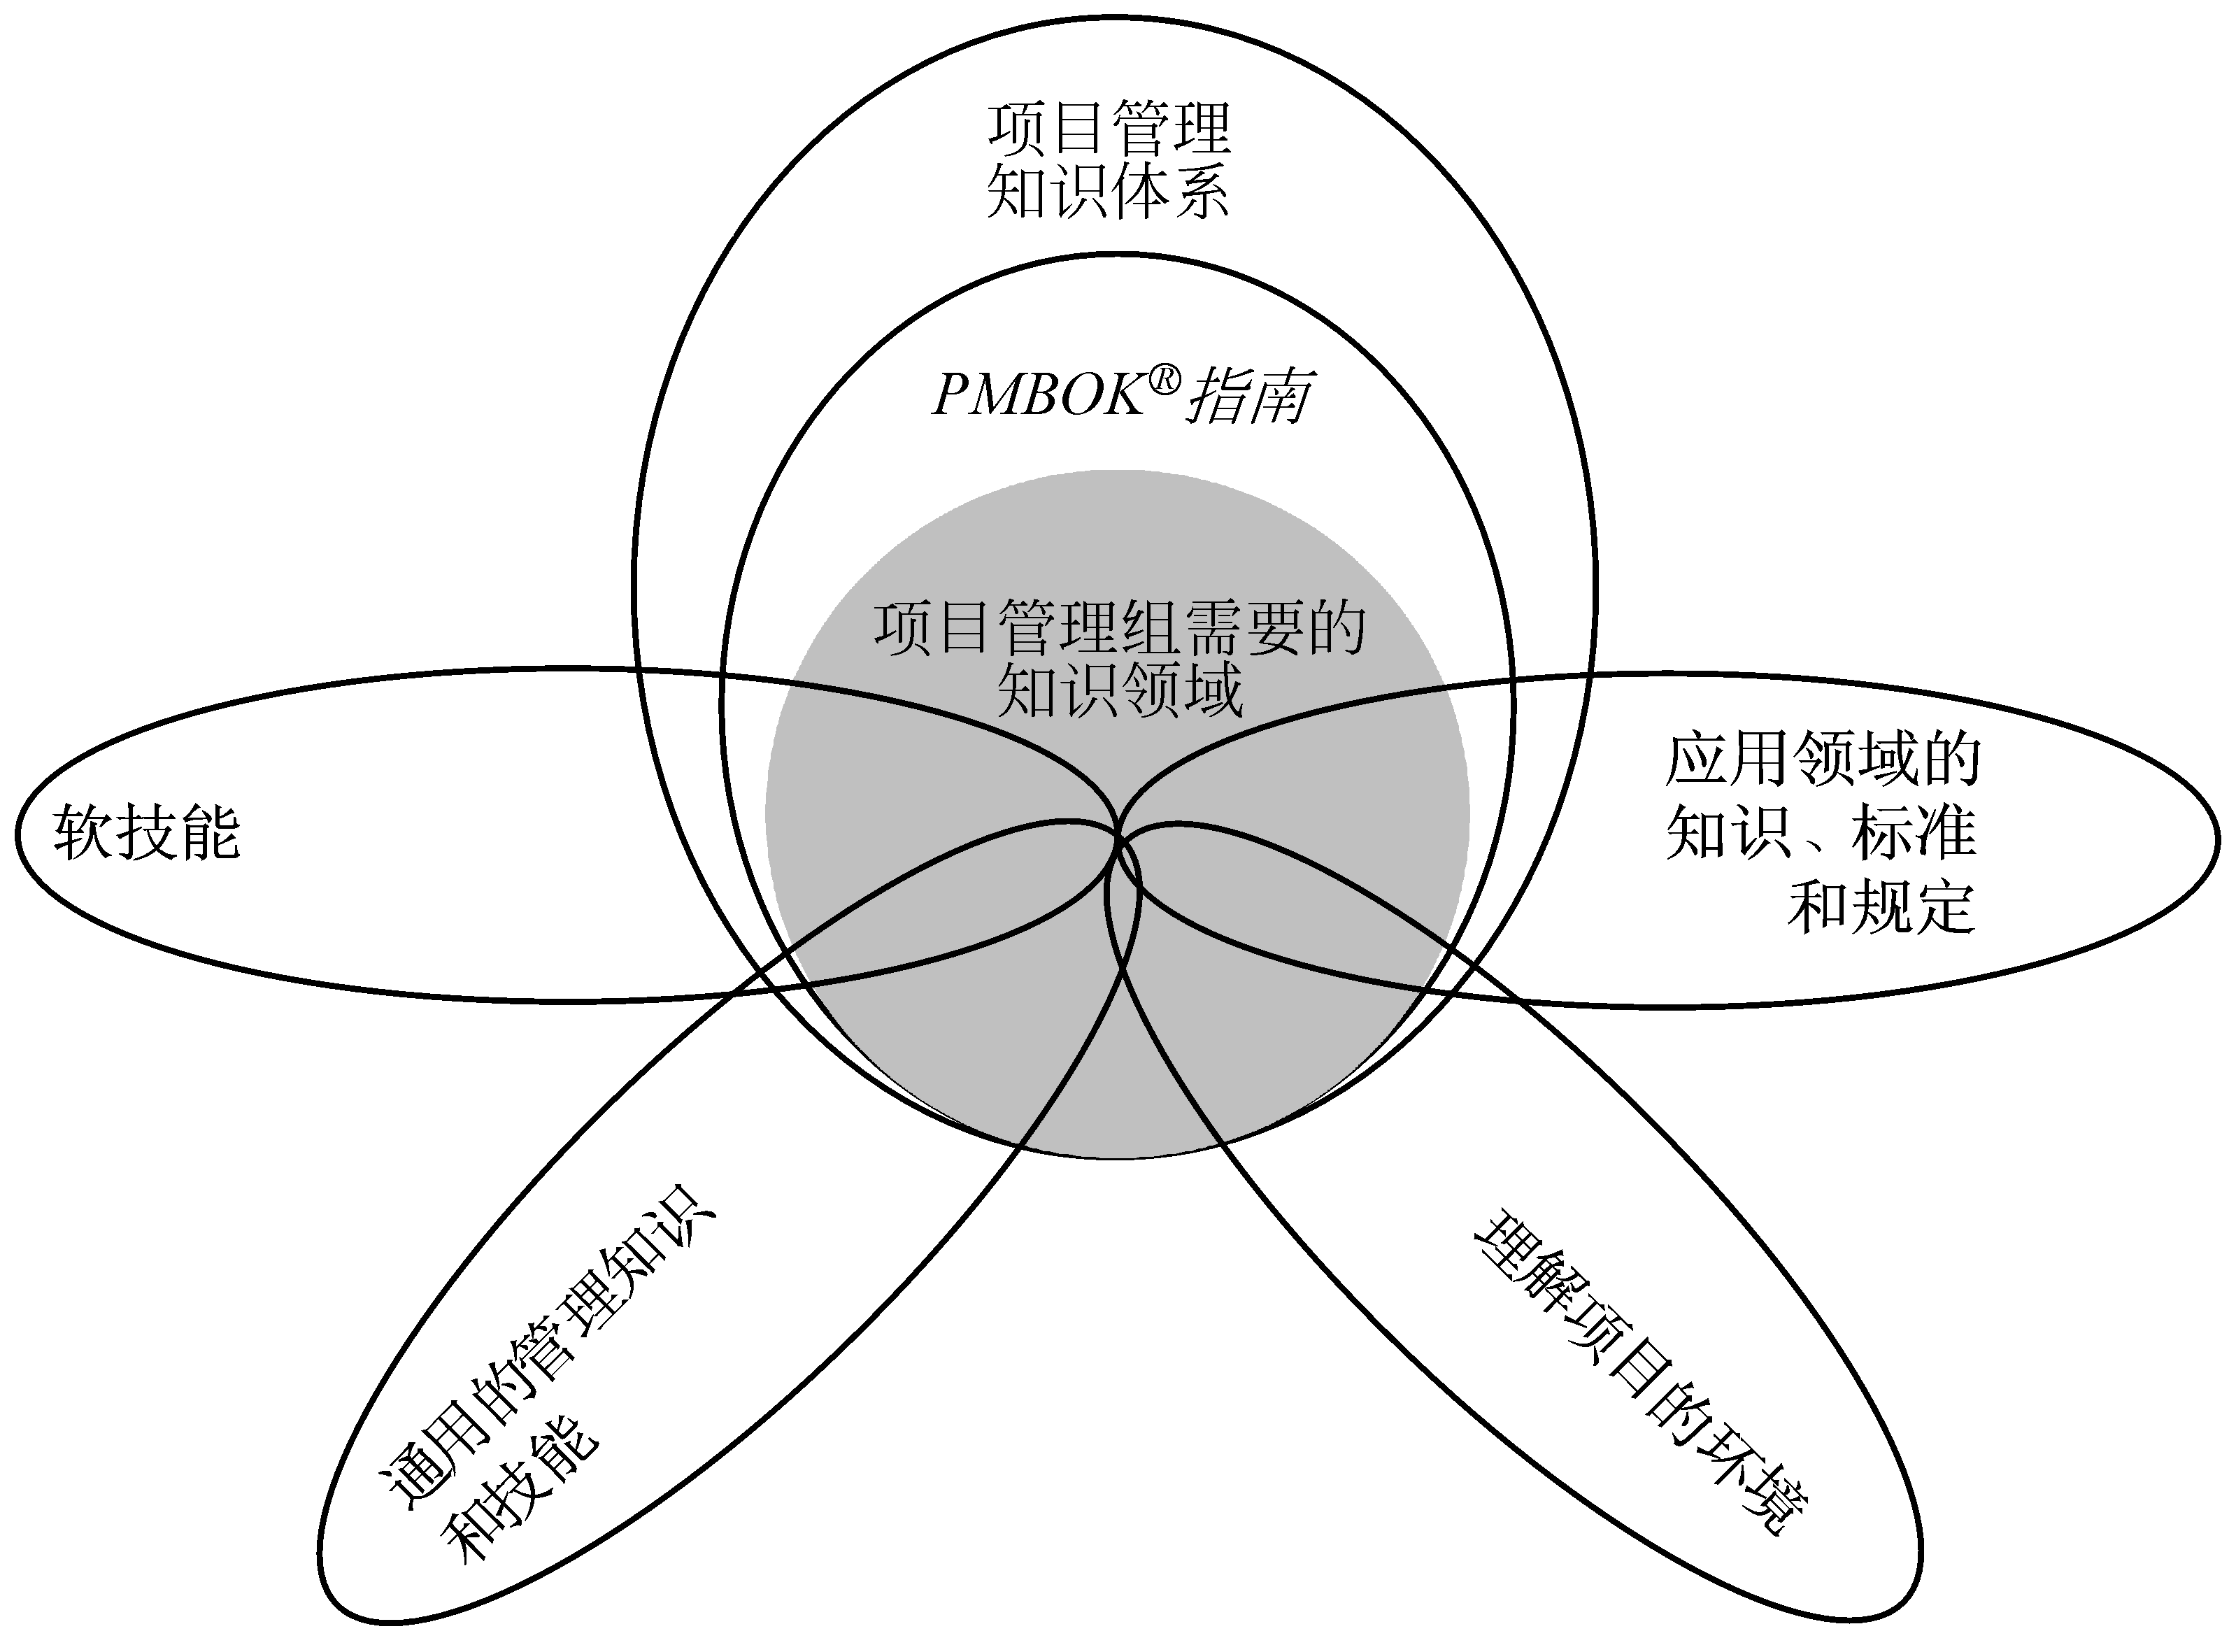 项目管理
知识体系
PMBOK®指南
项目管理组需要的
知识领域
软技能
应用领域的
知识、标准
和规定
通用的管理知识
和技能
理解项目的环境